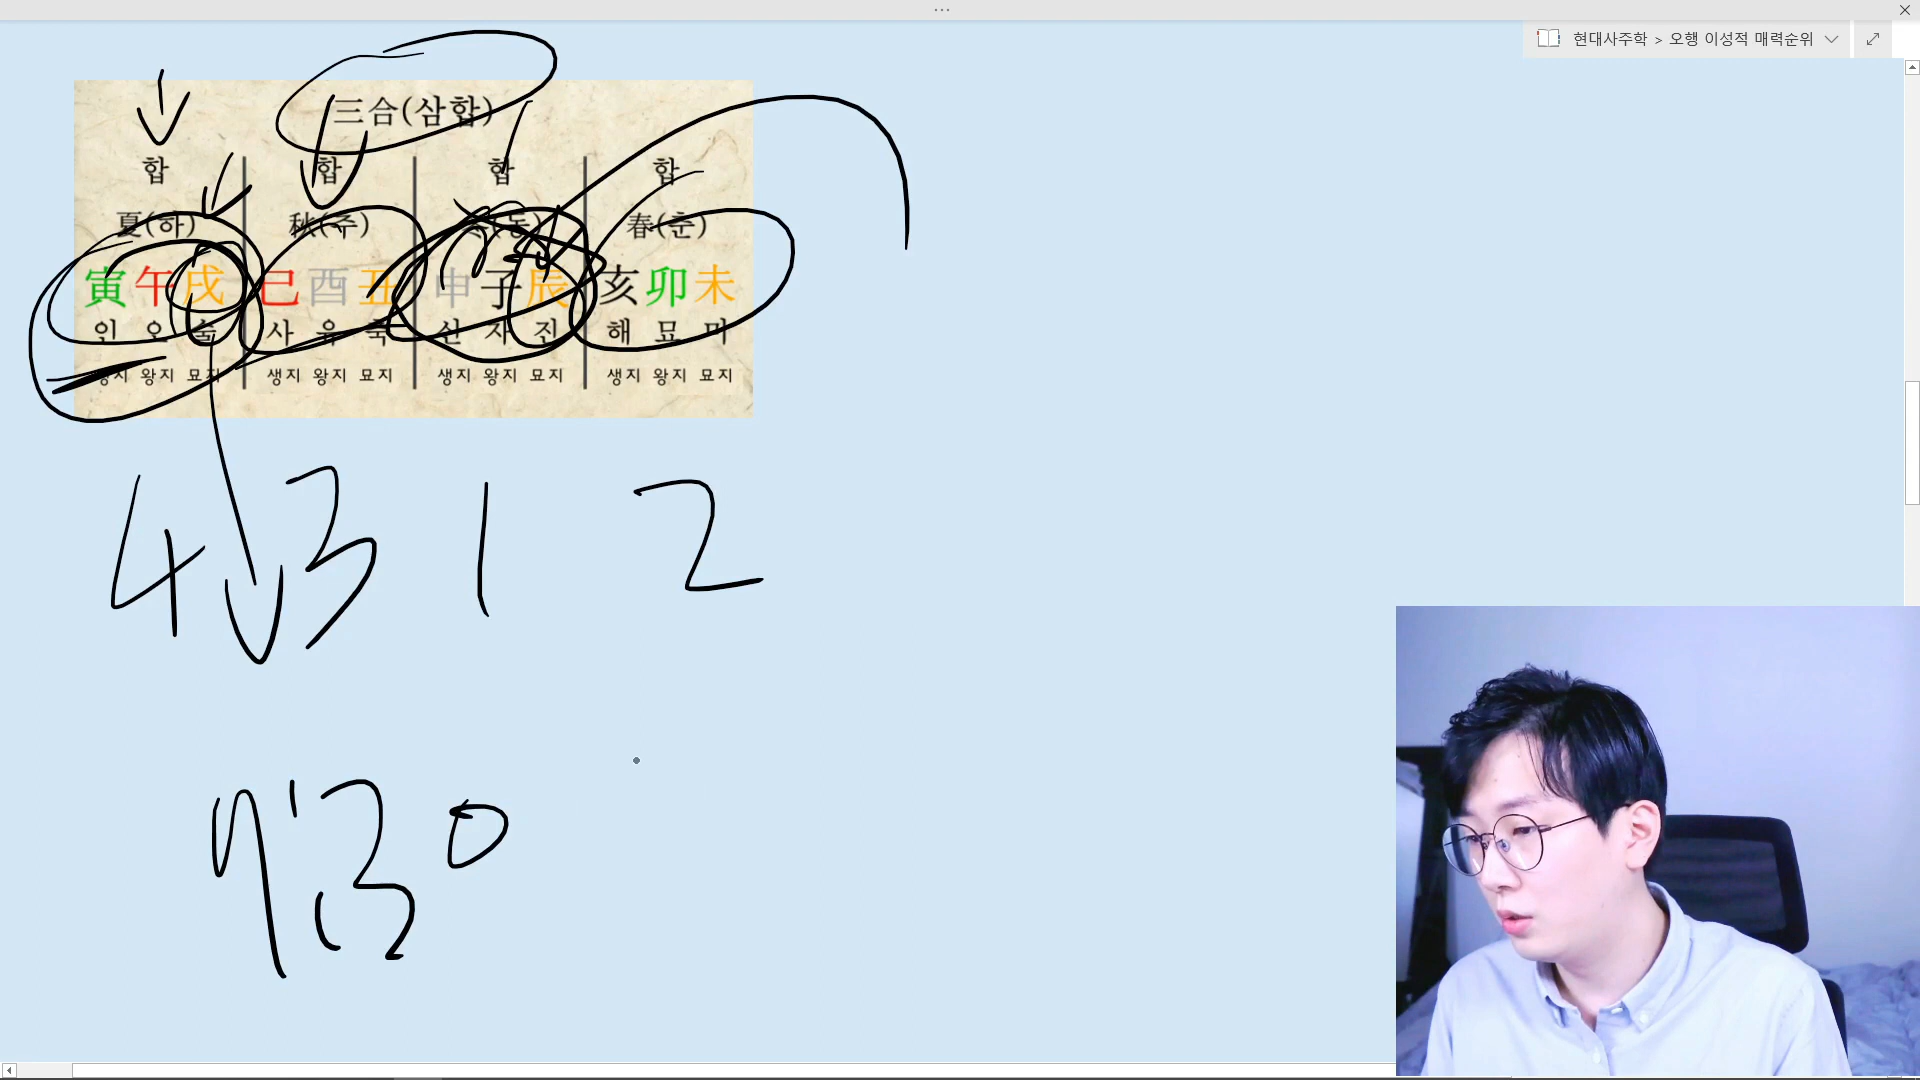 현대사주학 > 오행 이성적 매력순위
三合(삼합)
합 합 합 합
夏(하) 秋(추) (동) 春(춘)
寅午戌 巳酉丑 申子辰 亥卯未
인 오 술 사 유 축 신 자 진 해 묘 미
생지 왕지 묘지 생지 왕지 묘지 생지 왕지 묘지 생지 왕지 묘지
4 3 1 2